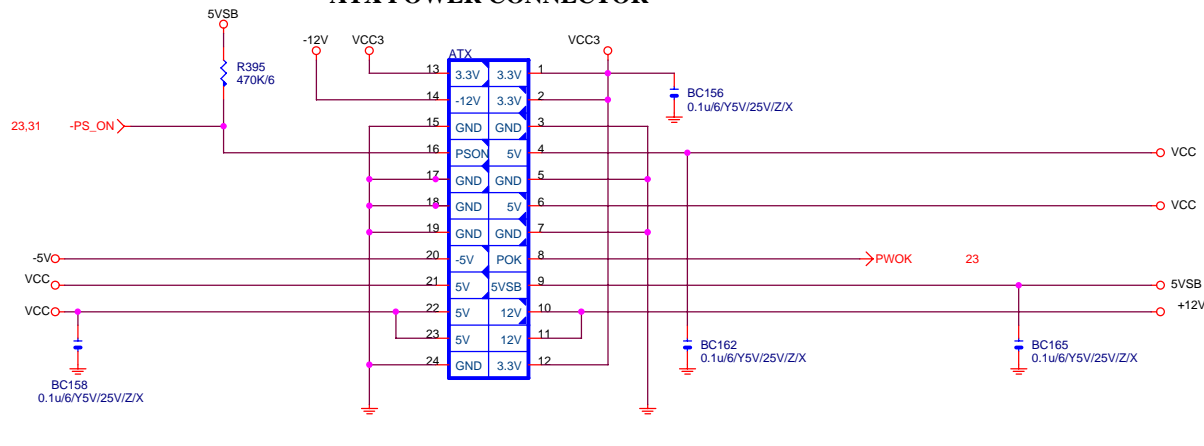 ATX POWER CONNECTOR
5VSB
-12V
VCC3
VCC3
R395
470K/6
ATX
13 3.3V 3.3V 1
14 -12V 3.3V 2
15 GND GND 3
16 PSON 5V 4
17 GND GND 5
18 GND 5V 6
19 GND GND 7
20 -5V POK 8
21 5V 5VSB 9
22 5V 12V 10
23 5V 12V 11
24 GND 3.3V 12
BC156
0.1u/6/Y5V/25V/Z/X
23,31 -PS_ON
VCC
VCC
-5V
PWOK 23
VCC
5VSB
VCC
+12V
BC158
0.1u/6/Y5V/25V/Z/X
BC162
0.1u/6/Y5V/25V/Z/X
BC165
0.1u/6/Y5V/25V/Z/X